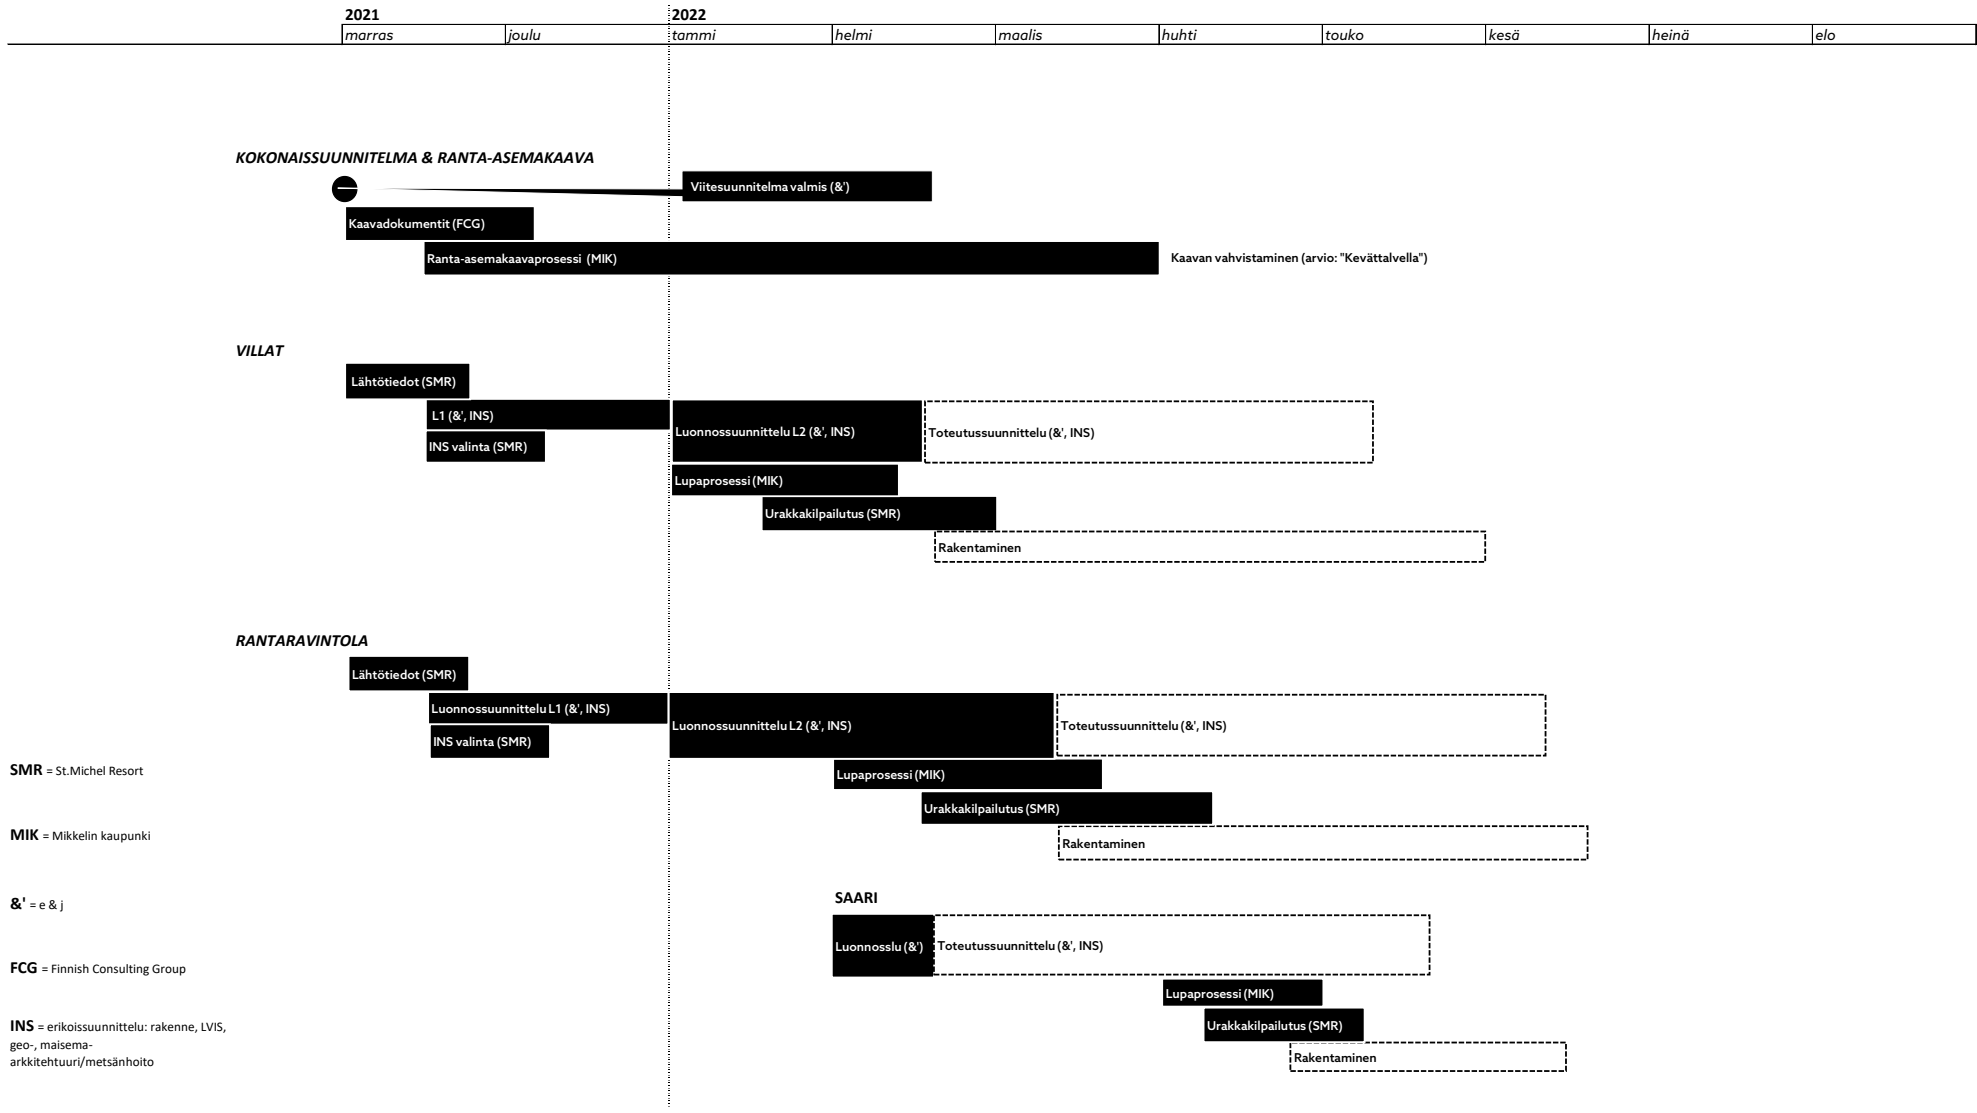 2021 2022
marras joulu tammi helmi maalis huhti touko kesä heinä elo
KOKONAISSUUNNITELMA & RANTA-ASEMAKAAVA
Viitesuunnitelma valmis (&')
Kaavadokumentit (FCG)
Ranta-asemakaavaprosessi (MIK) Kaavan vahvistaminen (arvio: "Kevättalvella")
VILLAT
Lähtötiedot (SMR)
L1 (&', INS)
Luonnossuunnittelu L2 (&', INS) Toteutussuunnittelu (&', INS)
INS valinta (SMR)
Lupaprosessi (MIK)
Urakkakilpailutus (SMR)
Rakentaminen
RANTARAVINTOLA
Lähtötiedot (SMR)
Luonnossuunnittelu L1 (&', INS)
Luonnossuunnittelu L2 (&', INS) Toteutussuunnittelu (&', INS)
INS valinta (SMR)
Lupaprosessi (MIK)
Urakkakilpailutus (SMR)
Rakentaminen
SAARI
Luonnosslu (&') Toteutussuunnittelu (&', INS)
Lupaprosessi (MIK)
Urakkakilpailutus (SMR)
Rakentaminen
SMR = St.Michel Resort
MIK = Mikkelin kaupunki
&' = e & j
FCG = Finnish Consulting Group
INS = erikoissuunnittelu: rakenne, LVIS,
geo-, maisema-
arkkitehtuuri/metsänhoito